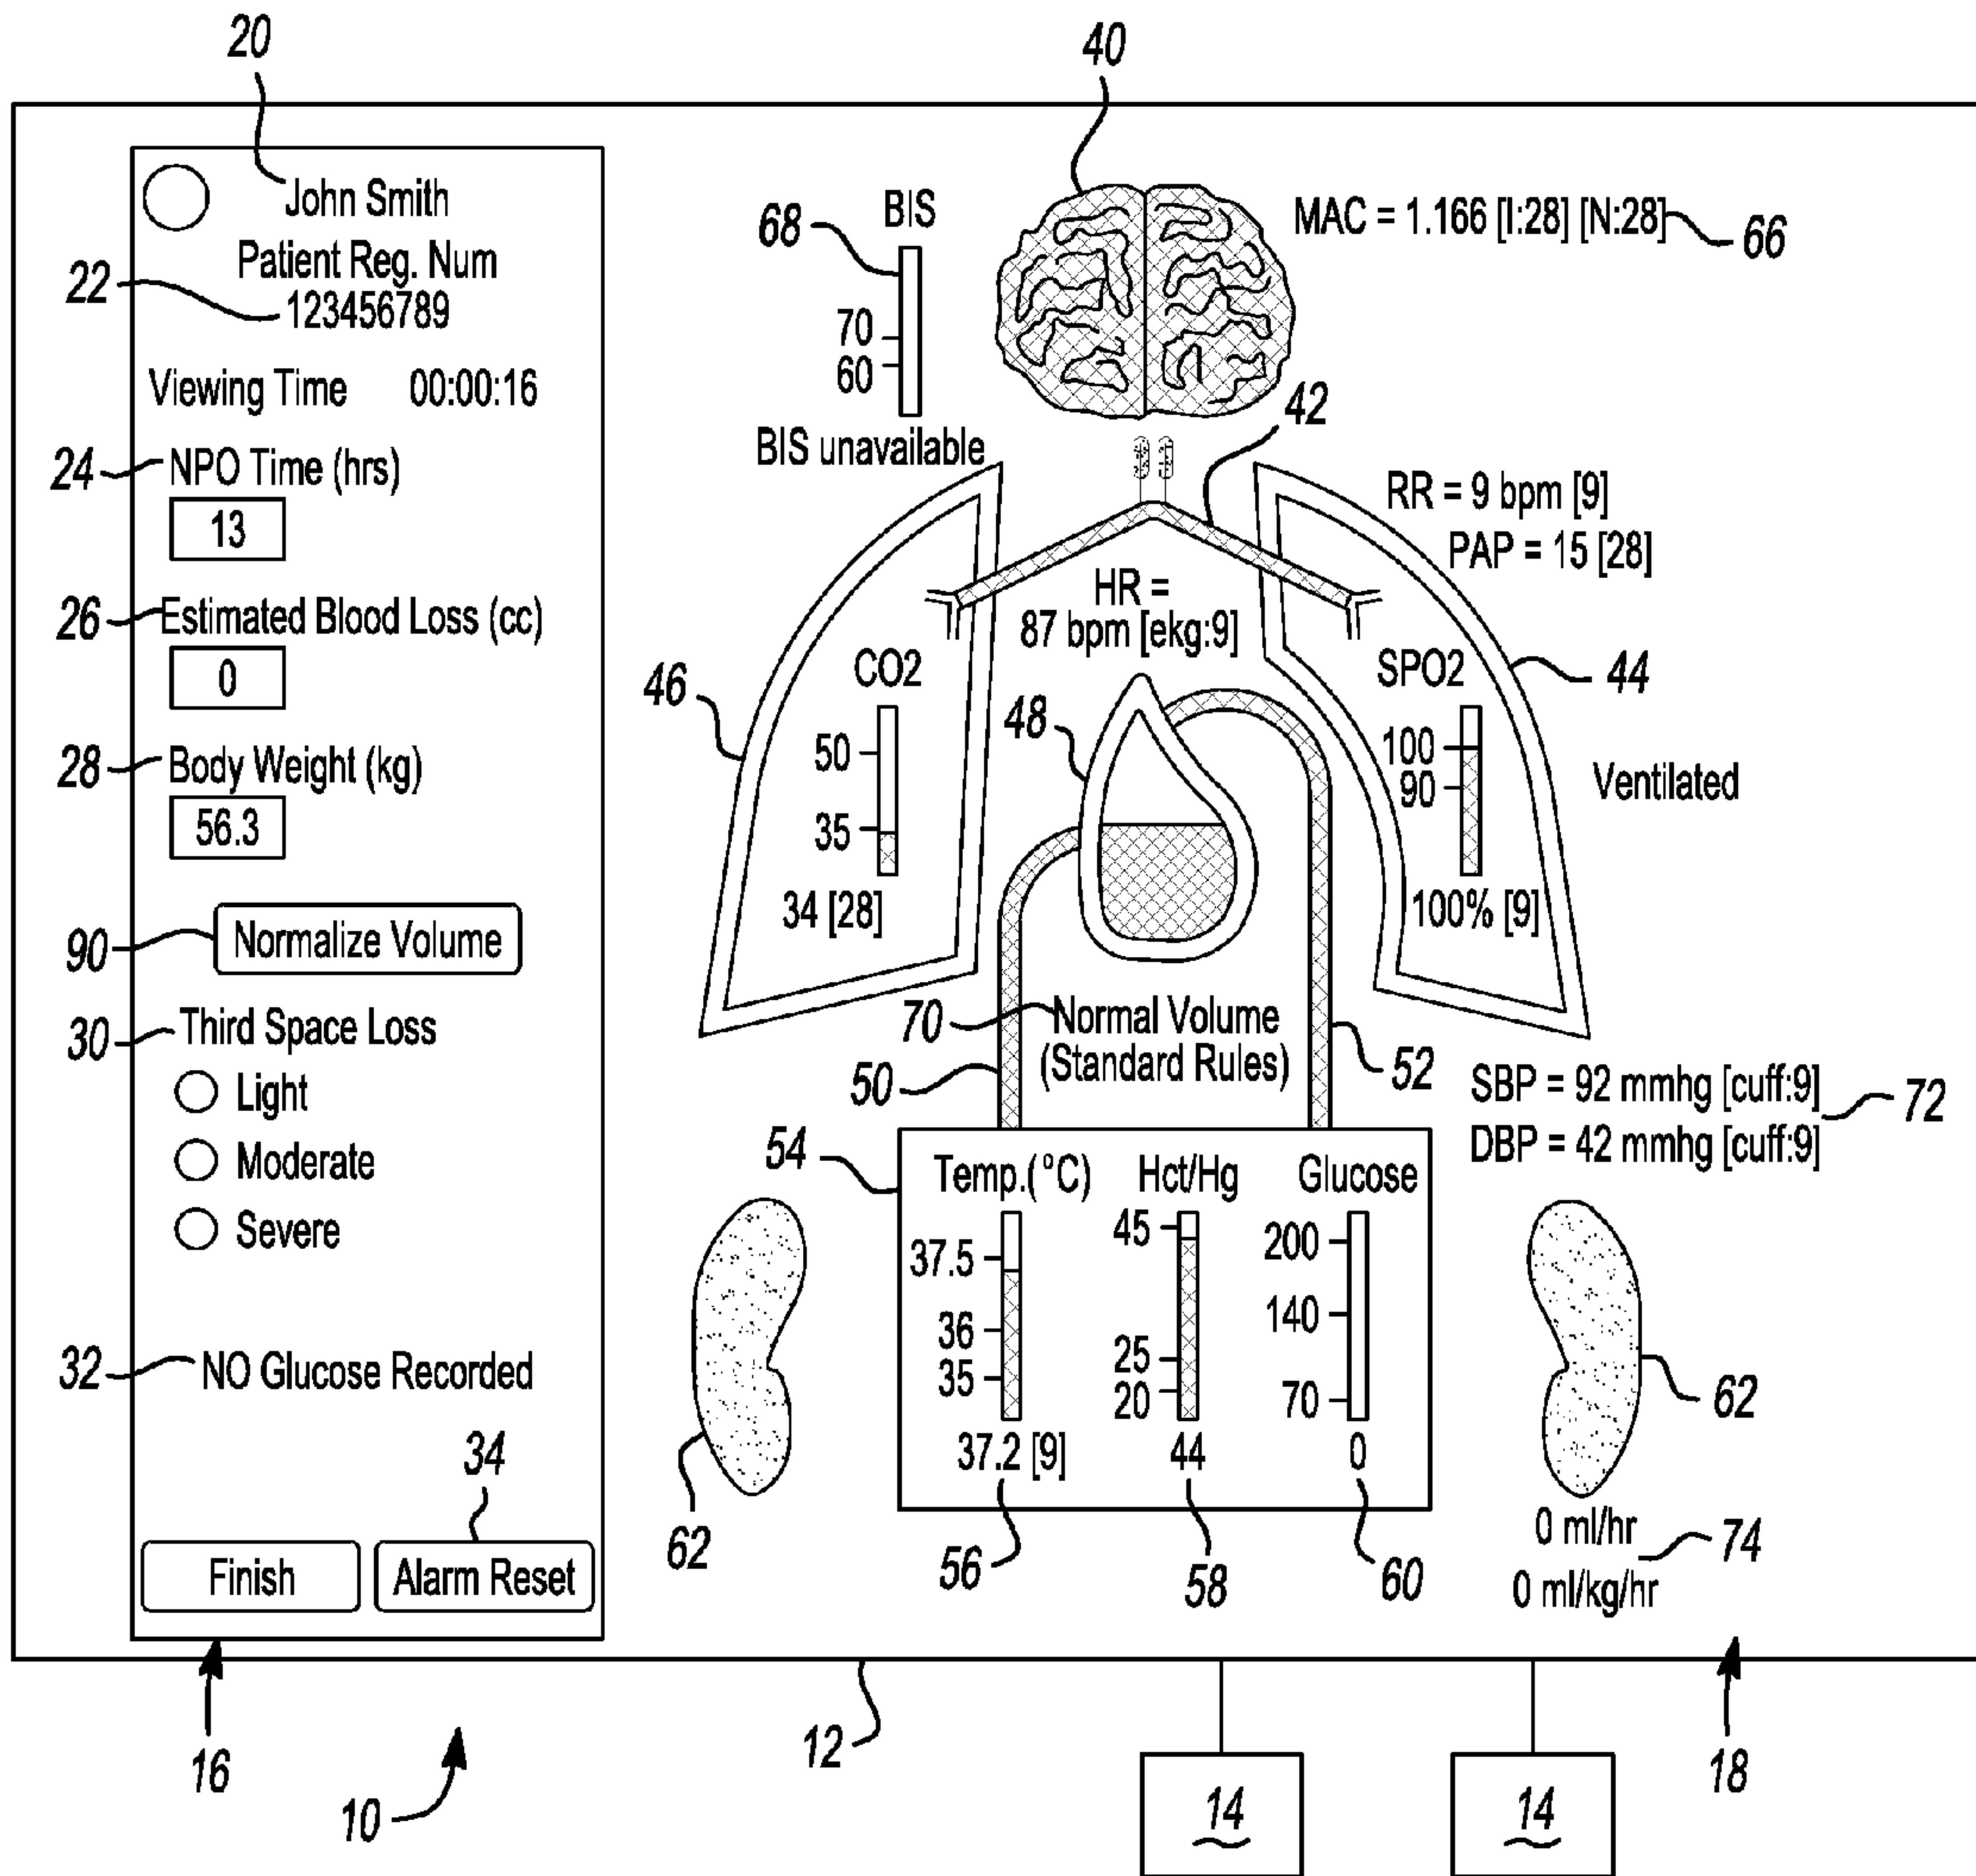 20
40
John Smith
Patient Reg. Num
22
123456789
Viewing Time 00:00:16
24
NPO Time (hrs)
13
26
Estimated Blood Loss (cc)
0
28
Body Weight (kg)
56.3
90
Normalize Volume
30
Third Space Loss
Light
Moderate
Severe
32
NO Glucose Recorded
34
Finish
Alarm Reset
68
BIS
70
60
BIS unavailable
MAC = 1.166 [I:28] [N:28]
66
42
RR = 9 bpm [9]
PAP = 15 [28]
HR =
87 bpm [ekg:9]
46
CO2
50
35
34 [28]
48
SPO2
44
100
90
100% [9]
Ventilated
70
Normal Volume
(Standard Rules)
50
52
SBP = 92 mmhg [cuff:9]
72
DBP = 42 mmhg [cuff:9]
54
Temp.(°C)
37.5
36
35
37.2 [9]
Hct/Hg
45
25
20
44
Glucose
200
140
70
0
62
62
56
58
60
0 ml/hr
74
0 ml/kg/hr
16
10
12
14
14
18